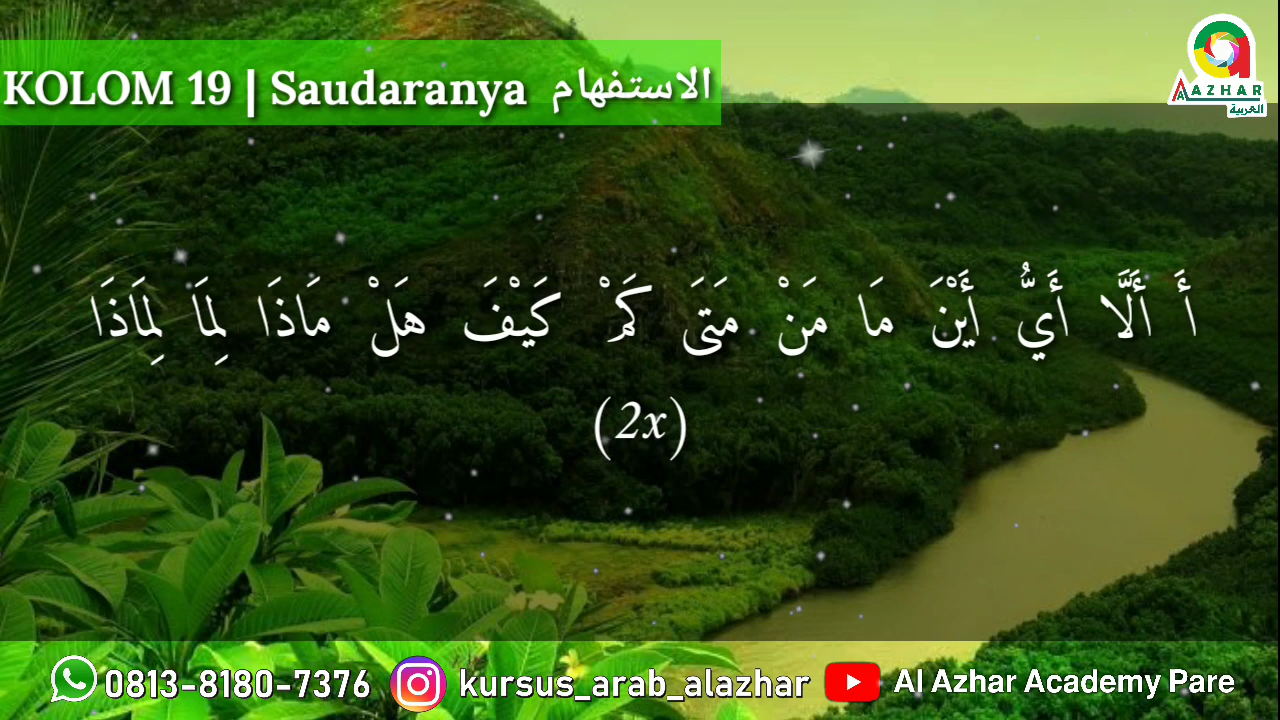 KOLOM 19 | Saudaranya الاستفهام
AZHAR
العربية
أَ أَلَّا أَيُّ أَيْنَ مَا مَنْ مَتَى كَمْ كَيْفَ هَلْ مَاذَا لِمَا لِمَاذَا
(2x)
0813-8180-7376 kursus_arab_alazhar Al Azhar Academy Pare